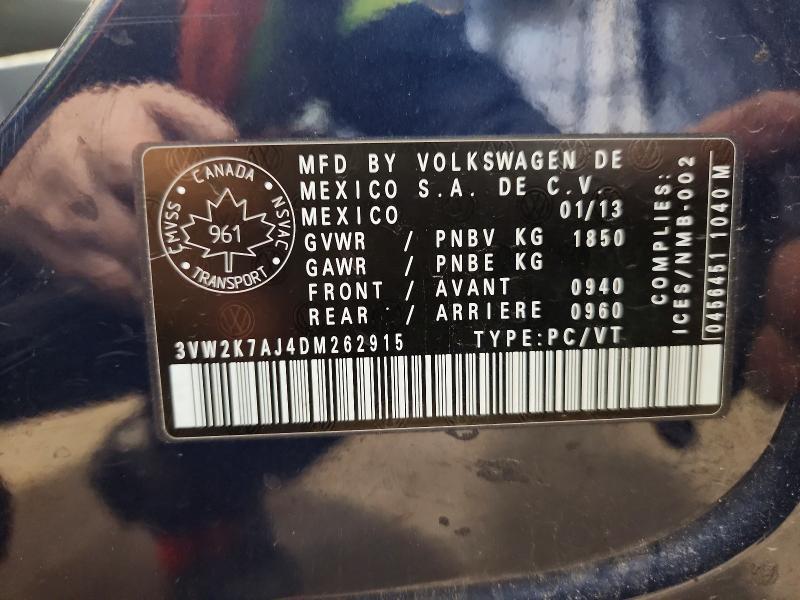 CANADA
CMVSS
NSVAC
961
TRANSPORT
MFD BY VOLKSWAGEN DE
MEXICO S.A. DE C.V.
MEXICO 01/13
GVWR / PNBV KG 1850
GAWR / PNBE KG
FRONT / AVANT 0940
REAR / ARRIERE 0960
3VW2K7AJ4DM262915 TYPE:PC/VT
COMPLIES:
ICES/NMB-002
0456451 1040 M